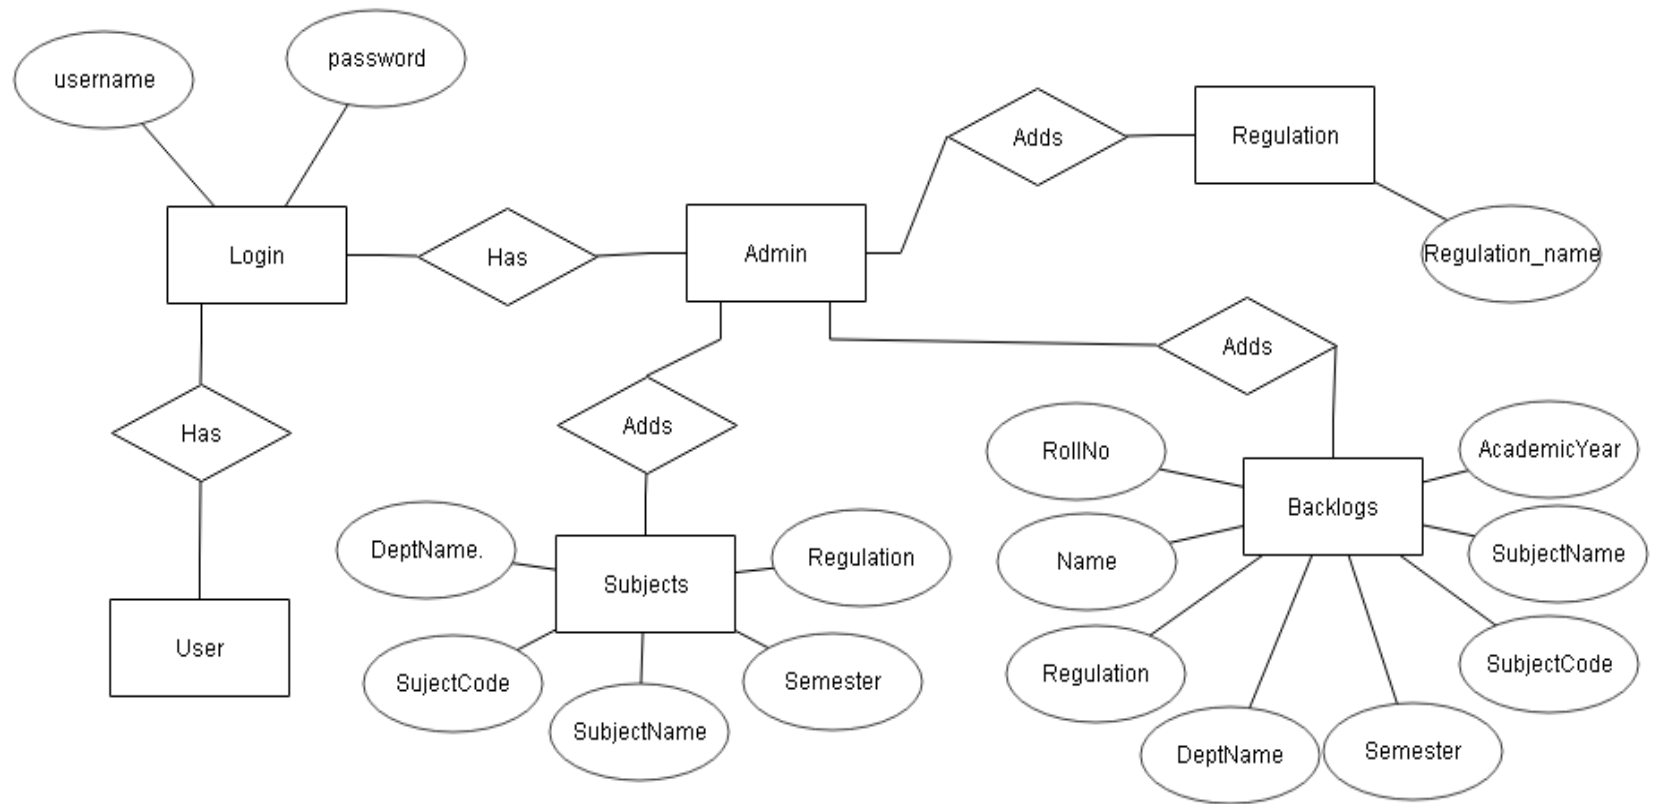 username
password
Adds
Regulation
Login
Has
Admin
Regulation_name
Adds
Has
Adds
RollNo
AcademicYear
Backlogs
DeptName.
Regulation
Name
SubjectName
Subjects
User
SujectCode
Semester
Regulation
SubjectCode
SubjectName
DeptName
Semester